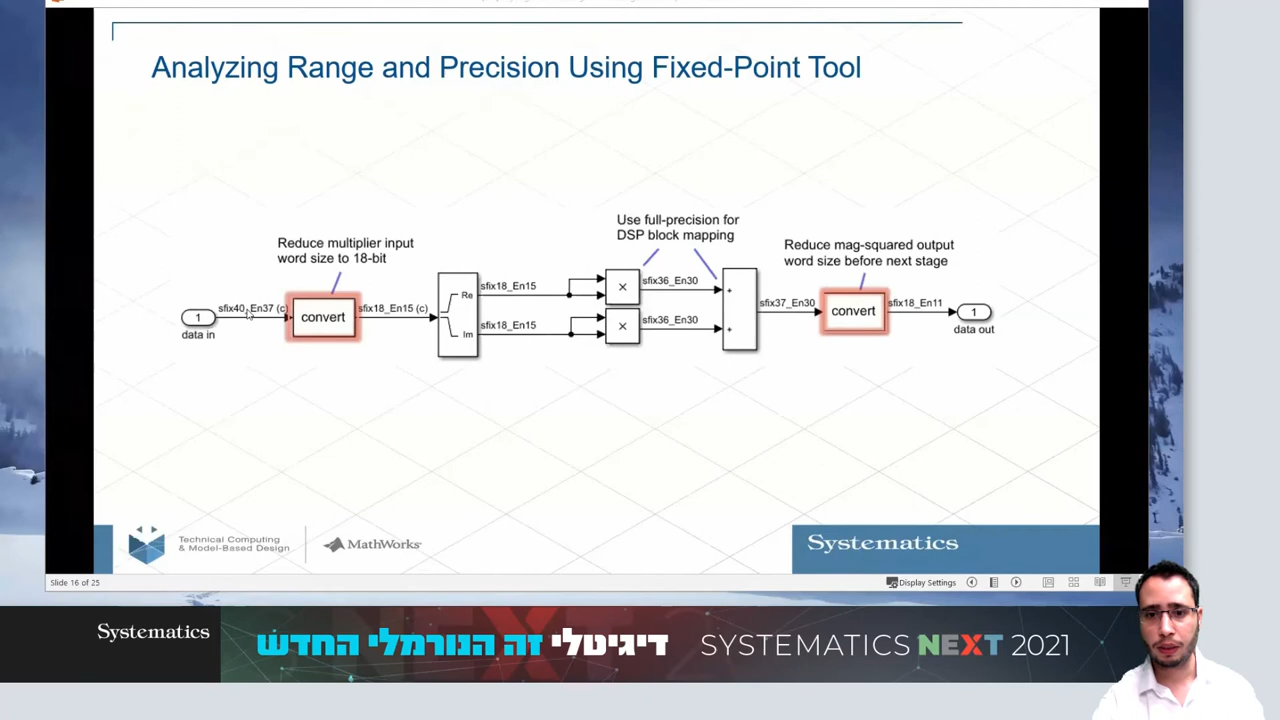 Analyzing Range and Precision Using Fixed-Point Tool
Use full-precision for
DSP block mapping
Reduce multiplier input
word size to 18-bit
Reduce mag-squared output
word size before next stage
1
data in
sfix40_En37 (c)
convert
sfix18_En15 (c)
Re
Im
sfix18_En15
sfix18_En15
×
×
sfix36_En30
sfix36_En30
+
+
sfix37_En30
convert
sfix18_En11
1
data out
Technical Computing
& Model-Based Design
MathWorks
Systematics
Slide 16 of 25
Display Settings
Systematics
דיגיטלי זה הנורמלי החדש
SYSTEMATICS NEXT 2021